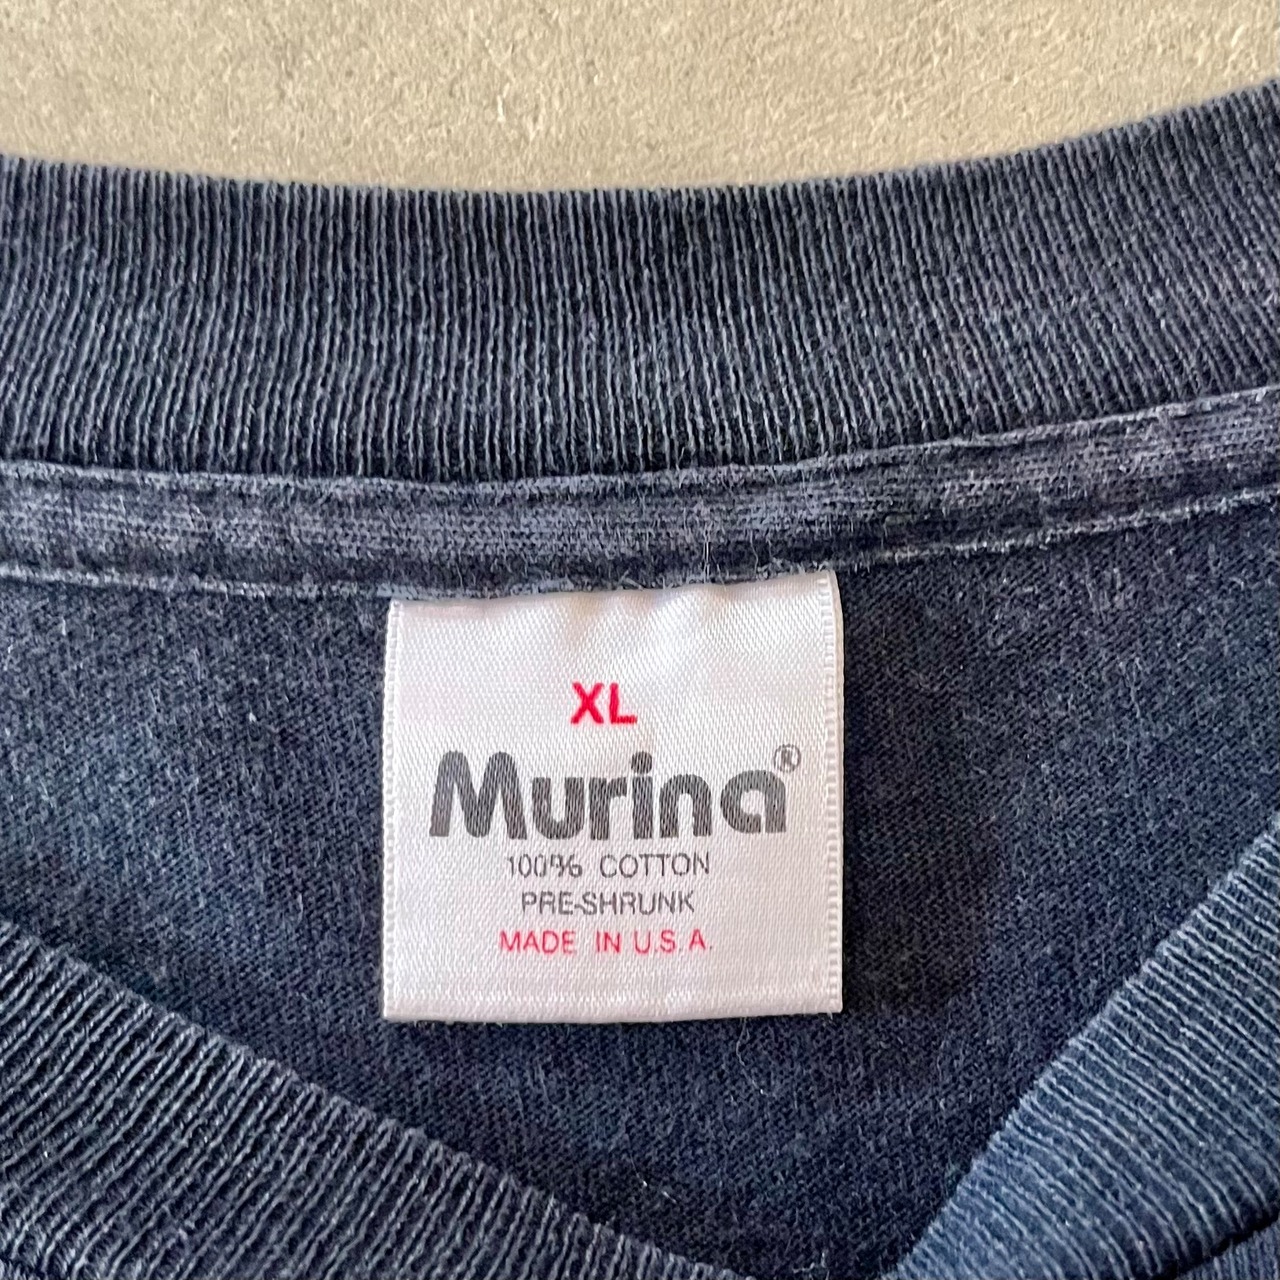 XL
Murina®
100% COTTON
PRE-SHRUNK
MADE IN U.S.A.